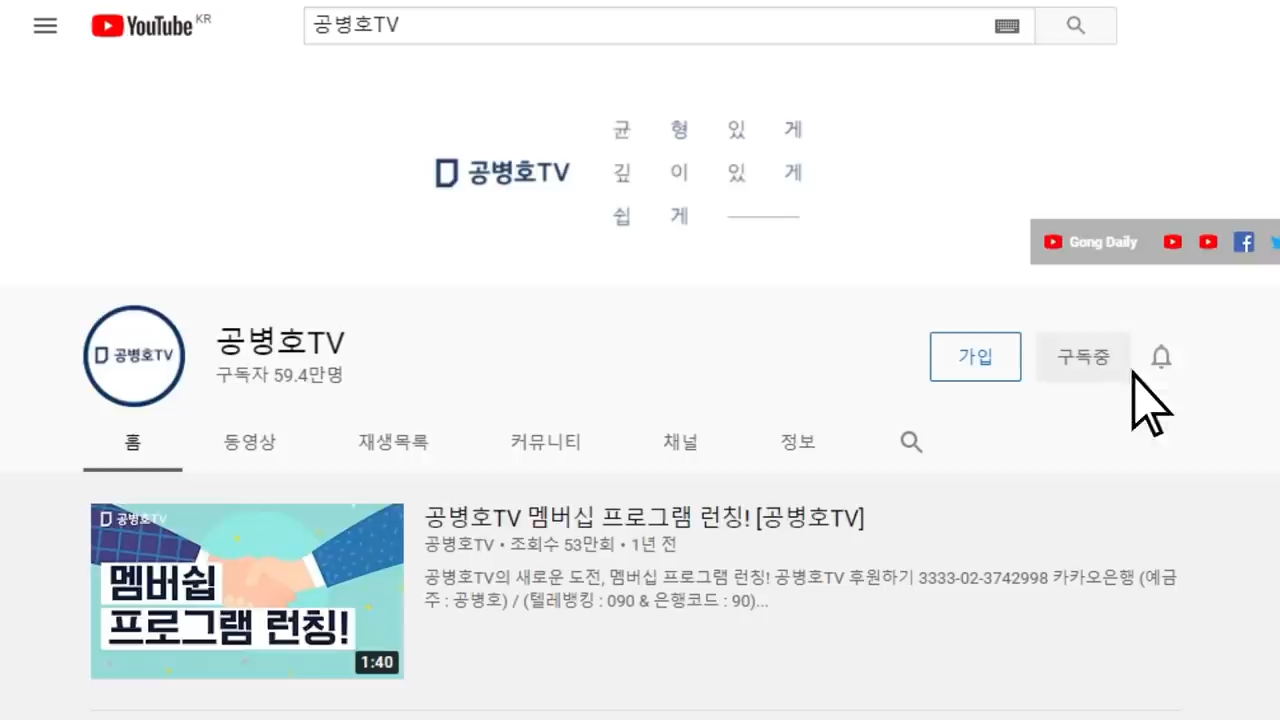 YouTube KR
공병호TV
균 형 있 게
공병호TV
깊 이 있 게
쉽 게
Gong Daily
공병호TV
공병호TV
구독자 59.4만명
가입
구독중
홈
동영상
재생목록
커뮤니티
채널
정보
공병호TV
멤버쉽
프로그램 런칭!
1:40
공병호TV 멤버십 프로그램 런칭! [공병호TV]
공병호TV • 조회수 53만회 • 1년 전
공병호TV의 새로운 도전, 멤버십 프로그램 런칭! 공병호TV 후원하기 3333-02-3742998 카카오은행 (예금
주 : 공병호) / (텔레뱅킹 : 090 & 은행코드 : 90)...